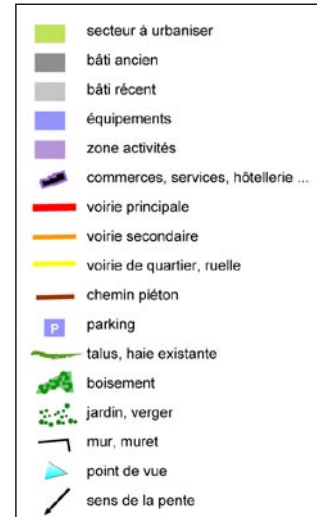 secteur à urbaniser
bâti ancien
bâti récent
équipements
zone activités
commerces, services, hôtellerie ...
voirie principale
voirie secondaire
voirie de quartier, ruelle
chemin piéton
P parking
talus, haie existante
boisement
jardin, verger
mur, muret
point de vue
sens de la pente